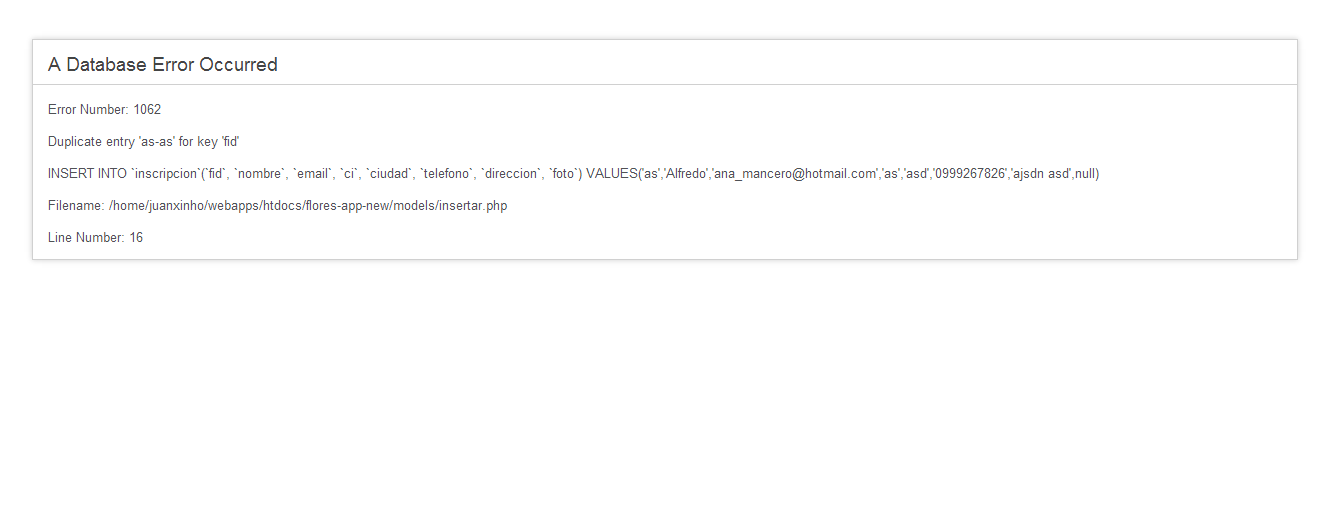 A Database Error Occurred
Error Number: 1062
Duplicate entry 'as-as' for key 'fid'
INSERT INTO `inscripcion`(`fid`, `nombre`, `email`, `ci`, `ciudad`, `telefono`, `direccion`, `foto`) VALUES('as','Alfredo','ana_mancero@hotmail.com','as','asd','0999267826','ajsdn asd',null)
Filename: /home/juanxinho/webapps/htdocs/flores-app-new/models/insertar.php
Line Number: 16